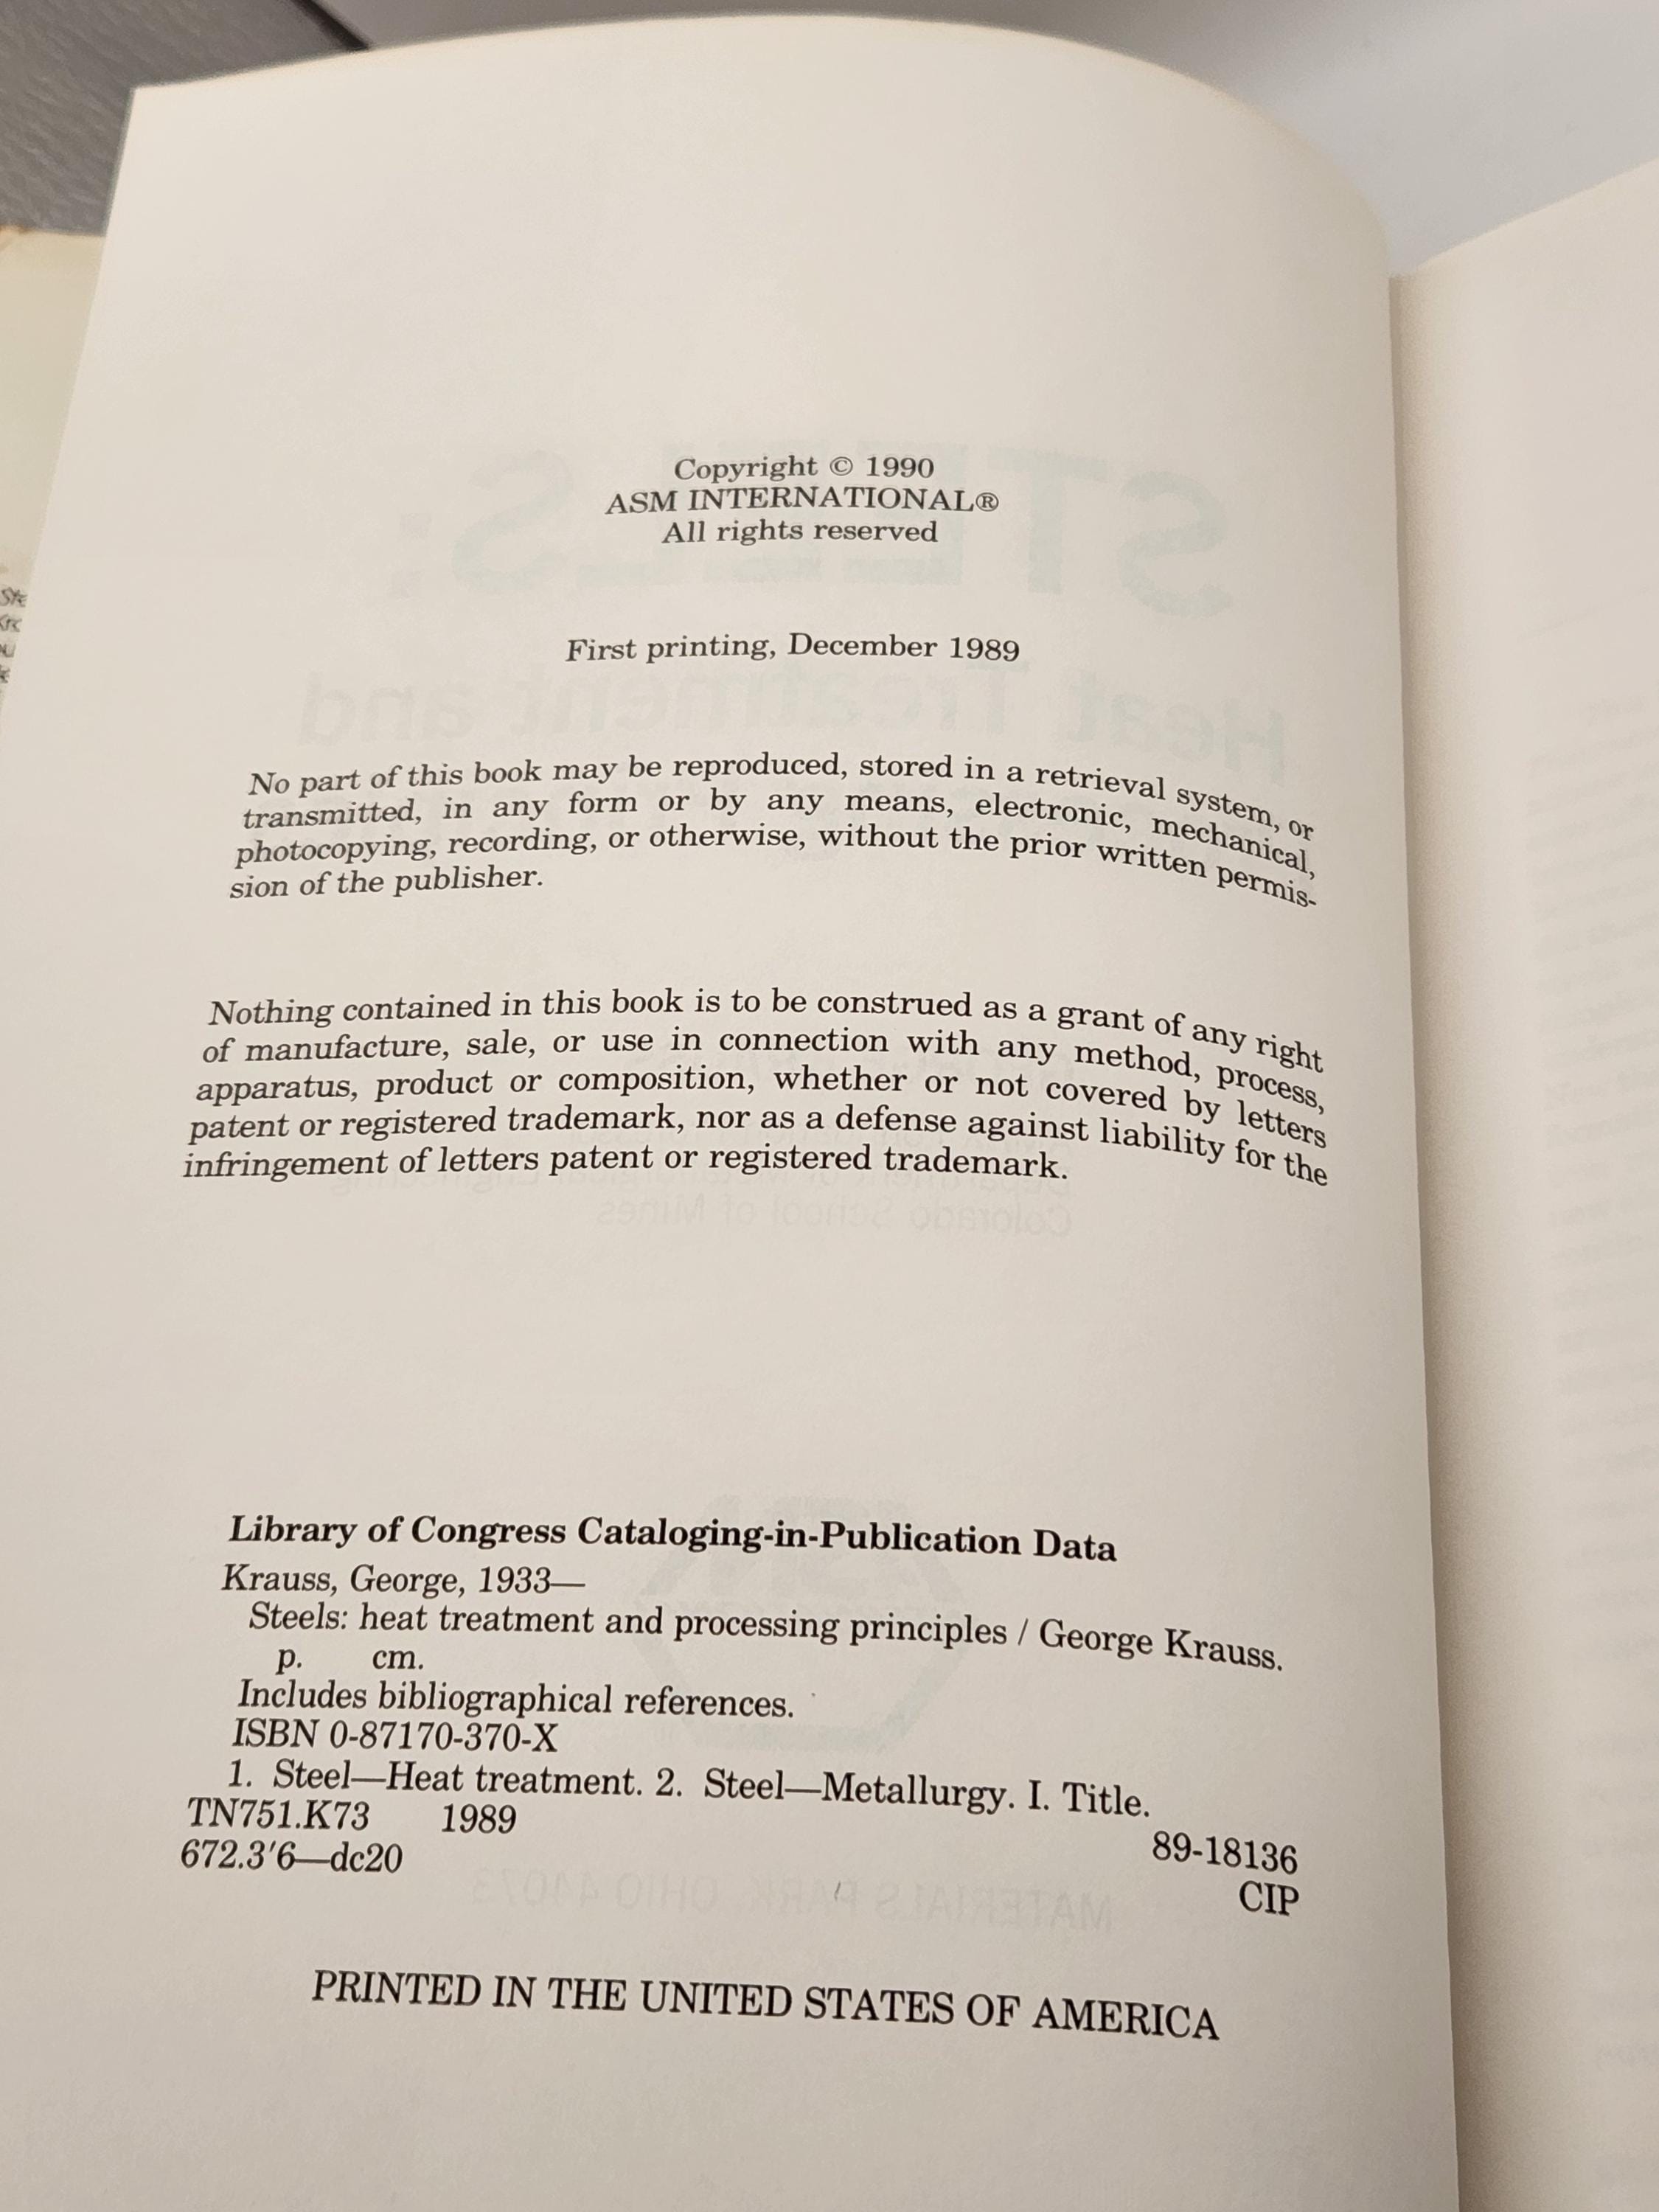 Copyright © 1990
ASM INTERNATIONAL®
All rights reserved
First printing, December 1989
No part of this book may be reproduced, stored in a retrieval system, or
transmitted, in any form or by any means, electronic, mechanical,
photocopying, recording, or otherwise, without the prior written permis-
sion of the publisher.
Nothing contained in this book is to be construed as a grant of any right
of manufacture, sale, or use in connection with any method, process,
apparatus, product or composition, whether or not covered by letters
patent or registered trademark, nor as a defense against liability for the
infringement of letters patent or registered trademark.
Library of Congress Cataloging-in-Publication Data
Krauss, George, 1933—
Steels: heat treatment and processing principles / George Krauss.
p. cm.
Includes bibliographical references.
ISBN 0-87170-370-X
1. Steel—Heat treatment. 2. Steel—Metallurgy. I. Title.
TN751.K73 1989
89-18136
672.3'6—dc20
CIP
PRINTED IN THE UNITED STATES OF AMERICA